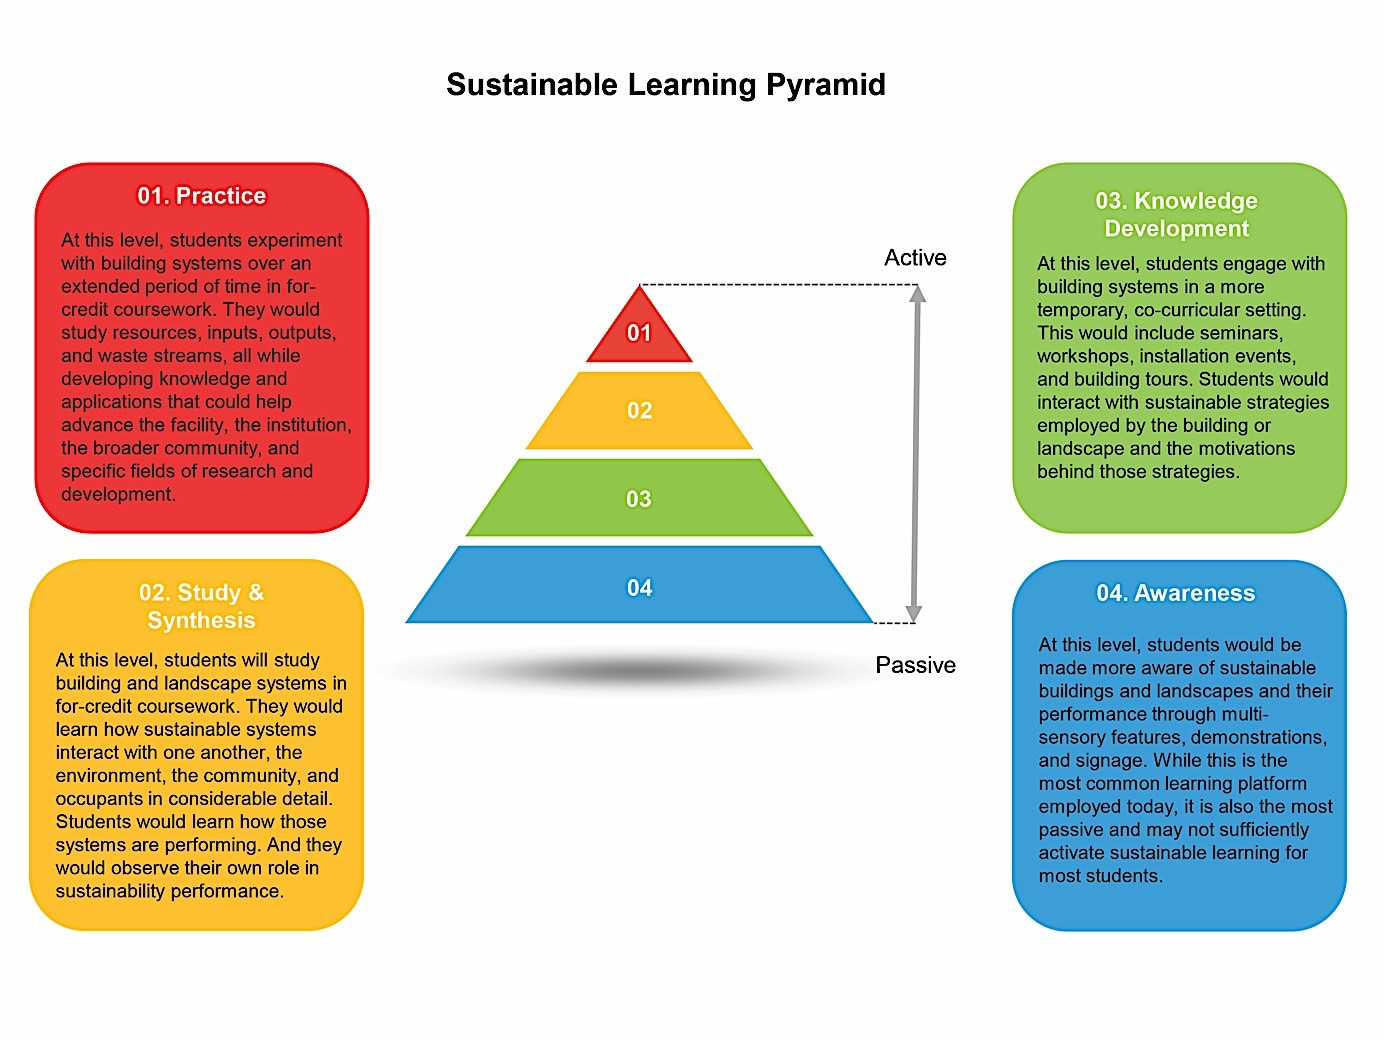 Sustainable Learning Pyramid
01. Practice
At this level, students experiment
with building systems over an
extended period of time in for-
credit coursework. They would
study resources, inputs, outputs,
and waste streams, all while
developing knowledge and
applications that could help
advance the facility, the institution,
the broader community, and
specific fields of research and
development.
02. Study &
Synthesis
At this level, students will study
building and landscape systems in
for-credit coursework. They would
learn how sustainable systems
interact with one another, the
environment, the community, and
occupants in considerable detail.
Students would learn how those
systems are performing. And they
would observe their own role in
sustainability performance.
Active
01
02
03
04
Passive
03. Knowledge
Development
At this level, students engage with
building systems in a more
temporary, co-curricular setting.
This would include seminars,
workshops, installation events,
and building tours. Students would
interact with sustainable strategies
employed by the building or
landscape and the motivations
behind those strategies.
04. Awareness
At this level, students would be
made more aware of sustainable
buildings and landscapes and their
performance through multi-
sensory features, demonstrations,
and signage. While this is the
most common learning platform
employed today, it is also the most
passive and may not sufficiently
activate sustainable learning for
most students.